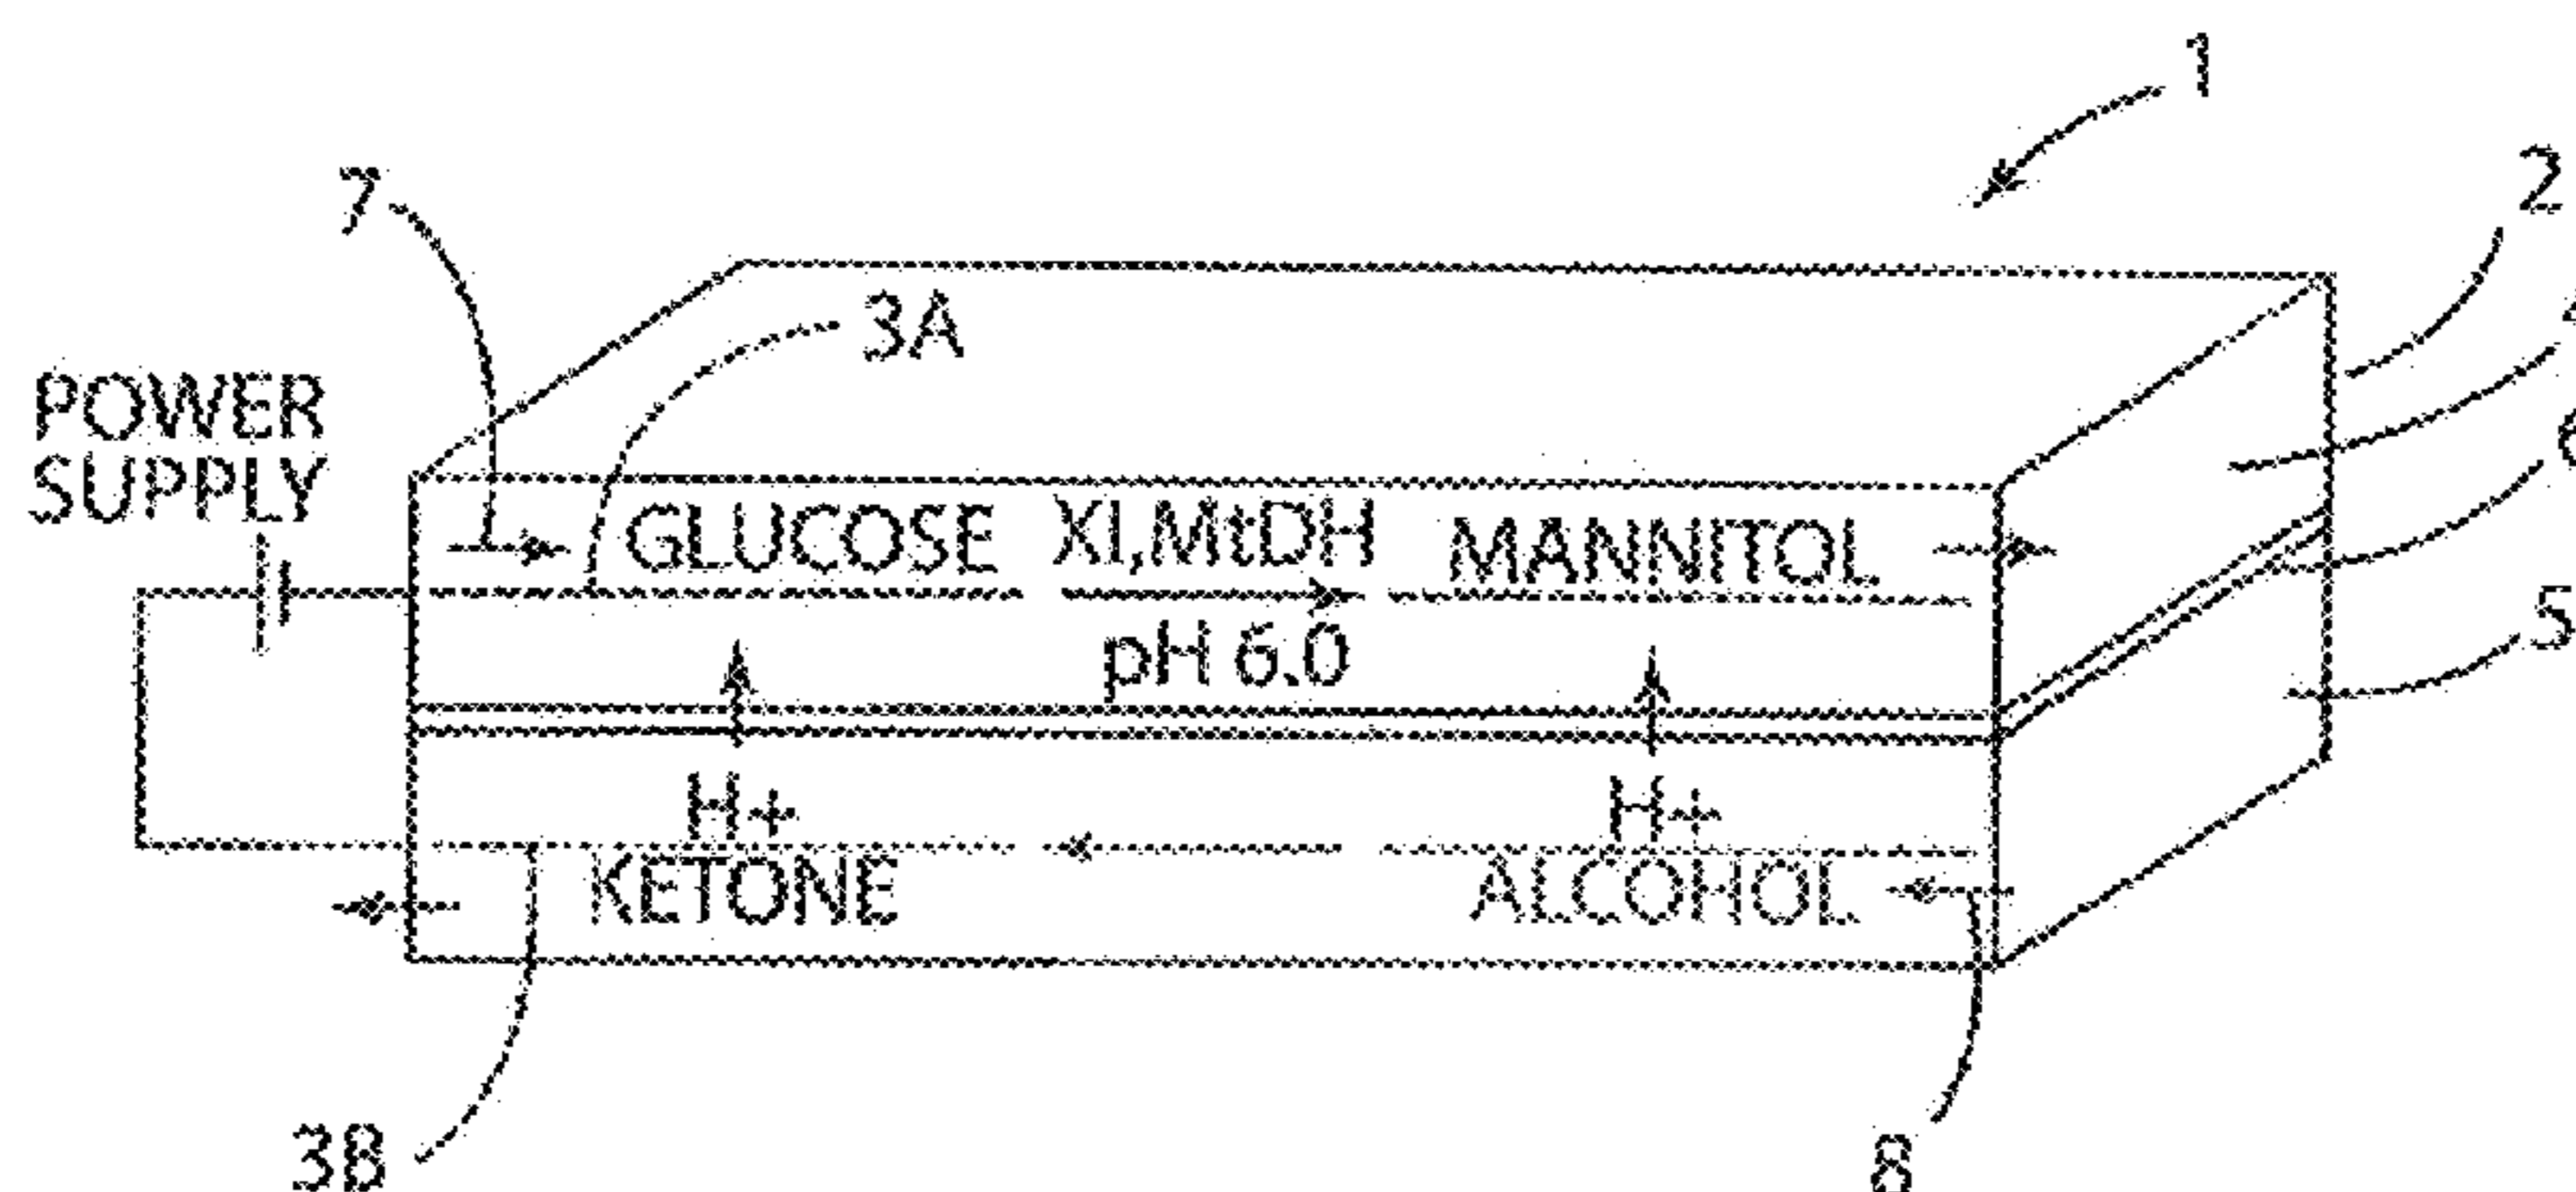 1
2
7
3A
4
POWER
SUPPLY
6
GLUCOSE XI,MtDH MANNITOL
pH 6.0
5
H+ H+
KETONE ALCOHOL
3B
8